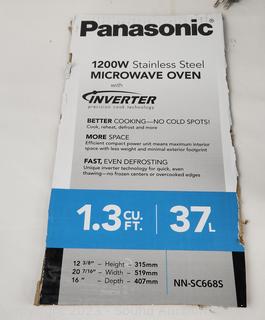 Panasonic®
1200W Stainless Steel
MICROWAVE OVEN
with
INVERTER
precision cook technology
BETTER COOKING—NO COLD SPOTS!
Cook, reheat, defrost and more
MORE SPACE
Efficient compact power unit means maximum interior
space with less weight and minimal exterior footprint
FAST, EVEN DEFROSTING
Unique inverter technology for quick, even
thawing—no frozen centers or overcooked edges
1.3 CU. FT. | 37L
12 3/8" - Height - 315mm
20 7/16" - Width - 519mm
16 " - Depth - 407mm
NN-SC668S